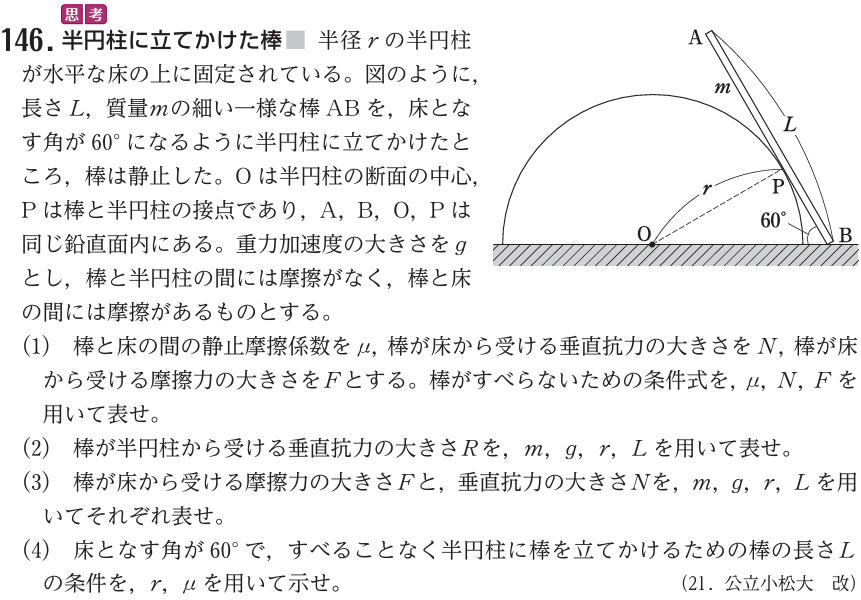 思考
146. 半円柱に立てかけた棒■ 半径 r の半円柱
が水平な床の上に固定されている。図のように,
長さ L, 質量mの細い一様な棒 AB を, 床とな
す角が 60° になるように半円柱に立てかけたと
ころ, 棒は静止した。O は半円柱の断面の中心,
P は棒と半円柱の接点であり, A, B, O, P は
同じ鉛直面内にある。重力加速度の大きさを g
とし, 棒と半円柱の間には摩擦がなく, 棒と床
の間には摩擦があるものとする。
A
m
L
r
P
60°
O
B
(1) 棒と床の間の静止摩擦係数を μ, 棒が床から受ける垂直抗力の大きさを N, 棒が床
から受ける摩擦力の大きさをFとする。棒がすべらないための条件式を, μ, N, F を
用いて表せ。
(2) 棒が半円柱から受ける垂直抗力の大きさRを, m, g, r, L を用いて表せ。
(3) 棒が床から受ける摩擦力の大きさFと, 垂直抗力の大きさNを, m, g, r, L を用
いてそれぞれ表せ。
(4) 床となす角が 60° で, すべることなく半円柱に棒を立てかけるための棒の長さL
の条件を, r, μ を用いて示せ。
(21. 公立小松大 改)